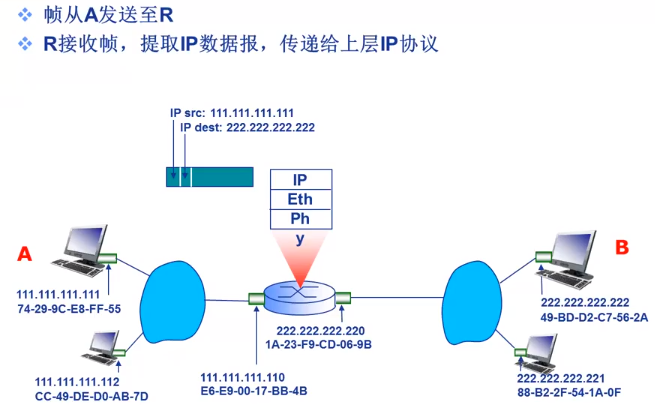 帧从A发送至R
R接收帧，提取IP数据报，传递给上层IP协议
IP src: 111.111.111.111
IP dest: 222.222.222.222
IP
Eth
Ph
y
A
B
111.111.111.111
74-29-9C-E8-FF-55
222.222.222.222
49-BD-D2-C7-56-2A
222.222.222.220
1A-23-F9-CD-06-9B
111.111.111.112
CC-49-DE-D0-AB-7D
111.111.111.110
E6-E9-00-17-BB-4B
222.222.222.221
88-B2-2F-54-1A-0F